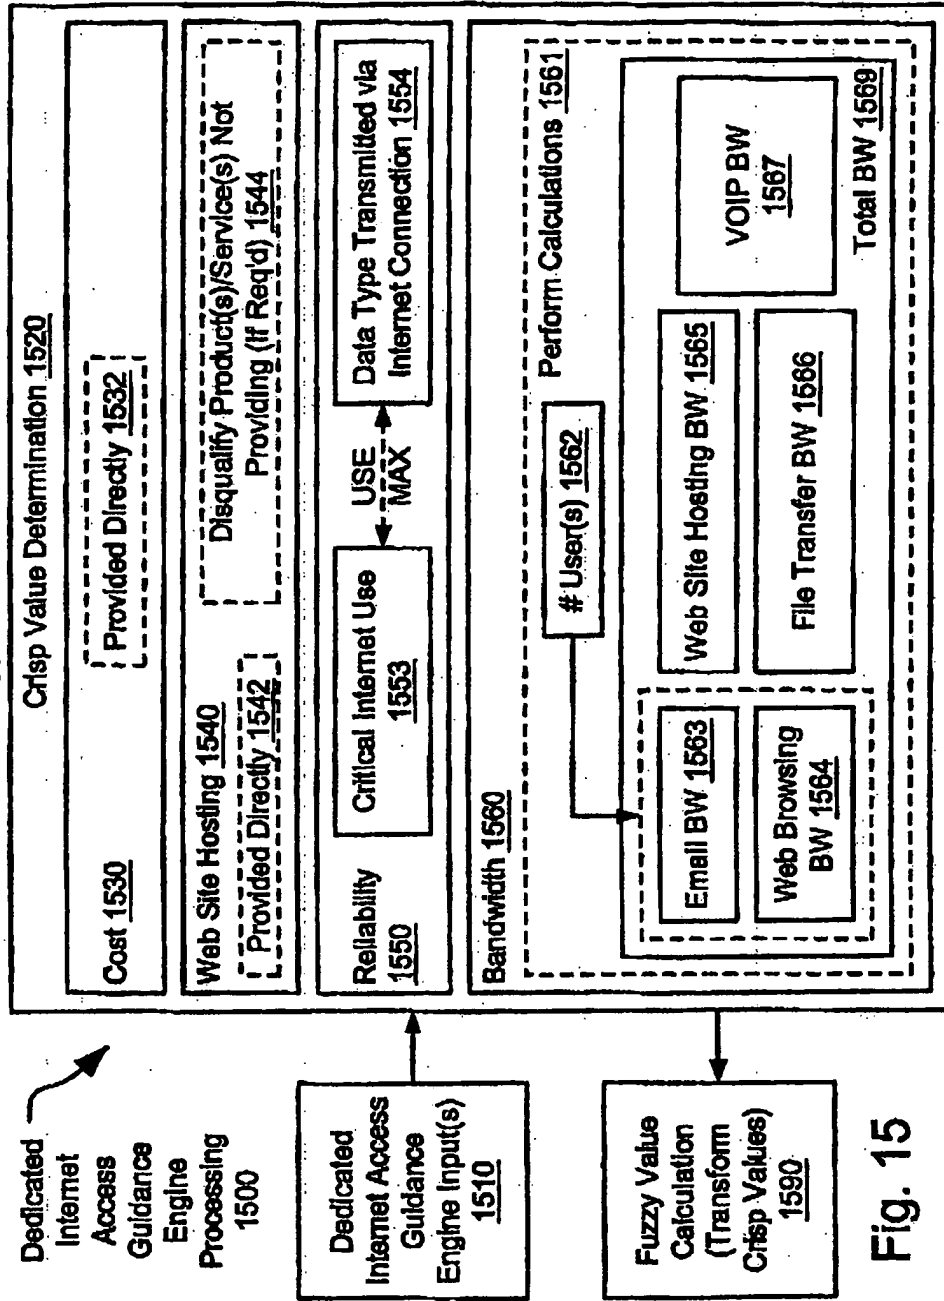 Dedicated
Internet
Access
Guidance
Engine
Processing
1500
Dedicated
Internet Access
Guidance
Engine Input(s)
1510
Fuzzy Value
Calculation
(Transform
Crisp Values)
1590
Crisp Value Determination 1520
Cost 1530
Provided Directly 1532
Web Site Hosting 1540
Provided Directly 1542
Disqualify Product(s)/Service(s) Not
Providing (If Req'd) 1544
Reliability
1550
Critical Internet Use
1553
USE
MAX
Data Type Transmitted via
Internet Connection 1554
Bandwidth 1560
Perform Calculations 1561
# User(s) 1562
Email BW 1563
Web Browsing
BW 1564
Web Site Hosting BW 1565
File Transfer BW 1566
VOIP BW
1567
Total BW 1569
Fig. 15